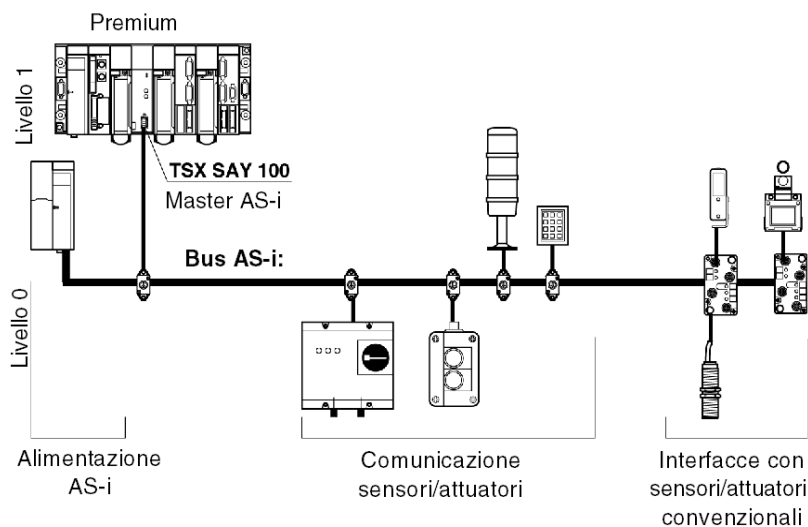 Premium
Livello 1
TSX SAY 100
Master AS-i
Bus AS-i:
Livello 0
Alimentazione
AS-i
Comunicazione
sensori/attuatori
Interfacce con
sensori/attuatori
convenzionali